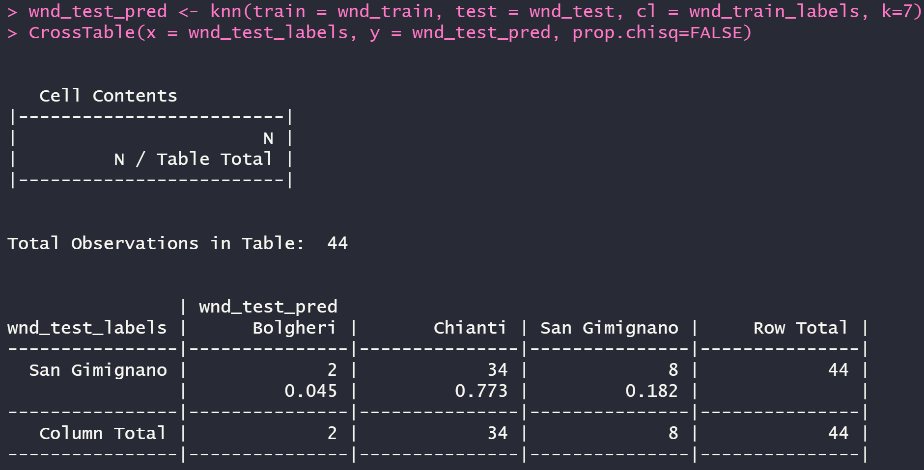 > wnd_test_pred <- knn(train = wnd_train, test = wnd_test, cl = wnd_train_labels, k=7)
> CrossTable(x = wnd_test_labels, y = wnd_test_pred, prop.chisq=FALSE)
   Cell Contents
|-------------------------|
|                       N |
|         N / Table Total |
|-------------------------|
Total Observations in Table:  44
                | wnd_test_pred
wnd_test_labels |      Bolgheri |       Chianti | San Gimignano |     Row Total |
----------------|---------------|---------------|---------------|---------------|
  San Gimignano |             2 |            34 |             8 |            44 |
                |         0.045 |         0.773 |         0.182 |               |
----------------|---------------|---------------|---------------|---------------|
   Column Total |             2 |            34 |             8 |            44 |
----------------|---------------|---------------|---------------|---------------|